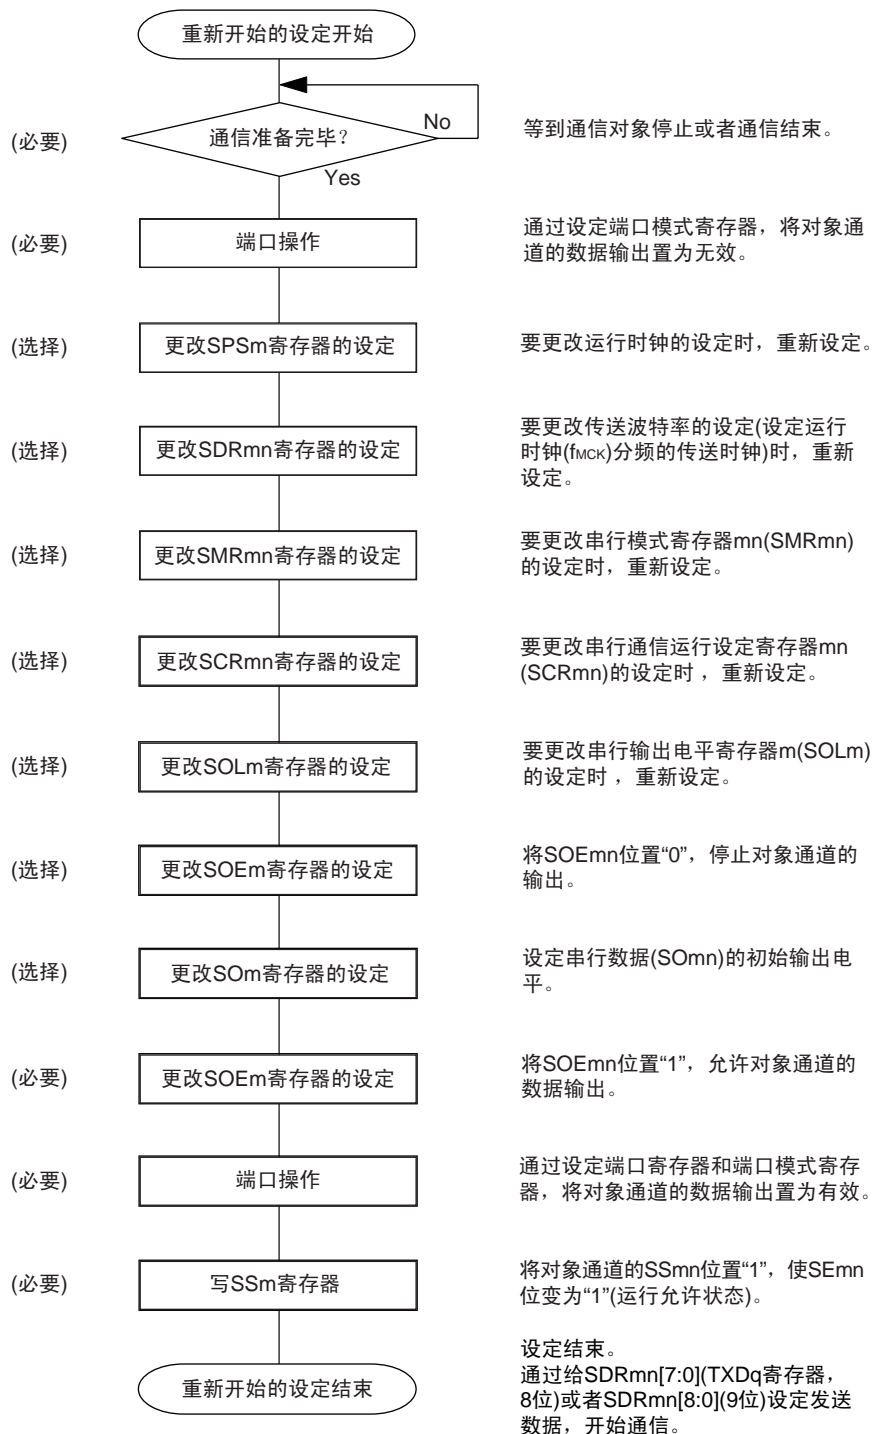 重新开始的设定开始
(必要)
通信准备完毕？
No
Yes
等到通信对象停止或者通信结束。
(必要)
端口操作
通过设定端口模式寄存器，将对象通
道的数据输出置为无效。
(选择)
更改SPSm寄存器的设定
要更改运行时钟的设定时，重新设定。
(选择)
更改SDRmn寄存器的设定
要更改传送波特率的设定(设定运行
时钟(fMCK)分频的传送时钟)时，重新
设定。
(选择)
更改SMRmn寄存器的设定
要更改串行模式寄存器mn(SMRmn)
的设定时，重新设定。
(选择)
更改SCRmn寄存器的设定
要更改串行通信运行设定寄存器mn
(SCRmn)的设定时，重新设定。
(选择)
更改SOLm寄存器的设定
要更改串行输出电平寄存器m(SOLm)
的设定时，重新设定。
(选择)
更改SOEm寄存器的设定
将SOEmn位置“0”，停止对象通道的
输出。
(选择)
更改SOm寄存器的设定
设定串行数据(SOmn)的初始输出电
平。
(必要)
更改SOEm寄存器的设定
将SOEmn位置“1”，允许对象通道的
数据输出。
(必要)
端口操作
通过设定端口寄存器和端口模式寄存
器，将对象通道的数据输出置为有效。
(必要)
写SSm寄存器
将对象通道的SSmn位置“1”，使SEmn
位变为“1”(运行允许状态)。
重新开始的设定结束
设定结束。
通过给SDRmn[7:0](TXDq寄存器，
8位)或者SDRmn[8:0](9位)设定发送
数据，开始通信。